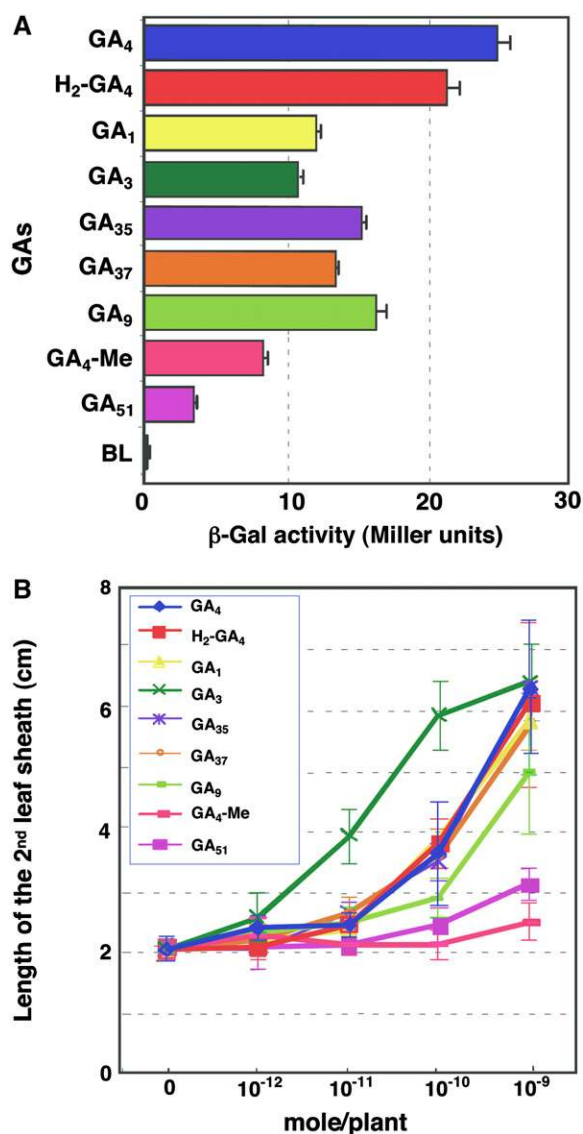 A
GA₄
H₂-GA₄
GA₁
GA₃
GA₃₅
GA₃₇
GA₉
GA₄-Me
GA₅₁
BL
GAs
0 10 20 30
β-Gal activity (Miller units)
B
8
6
4
2
0
Length of the 2ⁿᵈ leaf sheath (cm)
GA₄
H₂-GA₄
GA₁
GA₃
GA₃₅
GA₃₇
GA₉
GA₄-Me
GA₅₁
0 10⁻¹² 10⁻¹¹ 10⁻¹⁰ 10⁻⁹
mole/plant